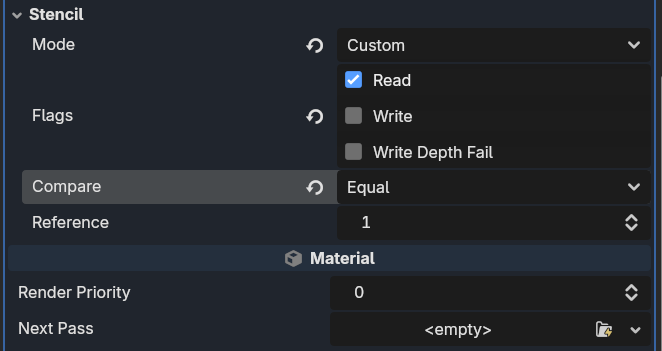 Stencil
Mode Custom
Read
Flags Write
Write Depth Fail
Compare Equal
Reference 1
Material
Render Priority 0
Next Pass <empty>